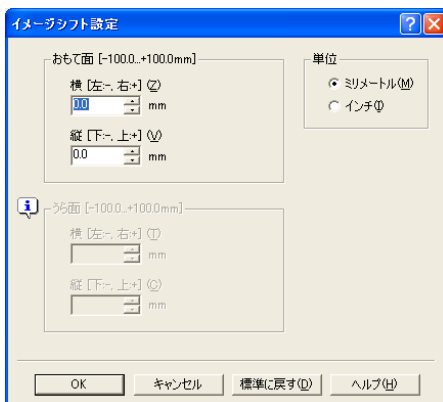 イメージシフト設定
おもて面 [-100.0...+100.0mm]
横 [左:-, 右:+] (Z)
0.0 mm
縦 [下:-, 上:+] (V)
0.0 mm
単位
ミリメートル(M)
インチ(I)
うら面 [-100.0...+100.0mm]
横 [左:-, 右:+] (T)
mm
縦 [下:-, 上:+] (C)
mm
OK キャンセル 標準に戻す(D) ヘルプ(H)